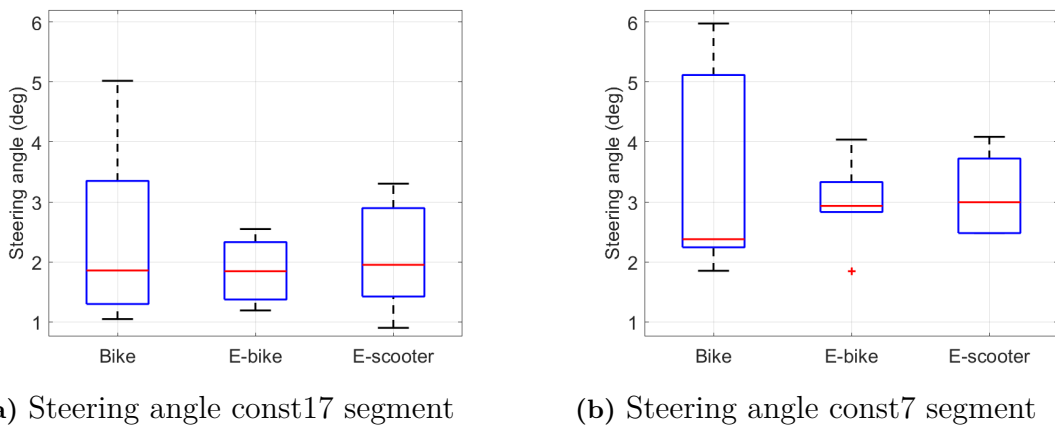 6
5
4
3
2
1
Steering angle (deg)
Bike E-bike E-scooter
) Steering angle const17 segment
6
5
4
3
2
1
Steering angle (deg)
Bike E-bike E-scooter
(b) Steering angle const7 segment